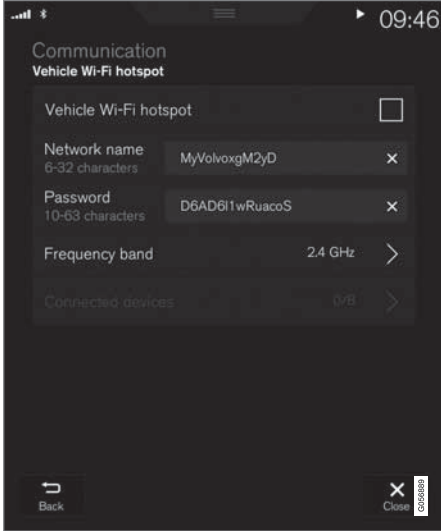 09:46
Communication
Vehicle Wi-Fi hotspot
Vehicle Wi-Fi hotspot
Network name
6-32 characters
MyVolvoxgM2yD
Password
10-63 characters
D6AD6I1wRuacoS
Frequency band
2.4 GHz
Connected devices
0/8
Back
Close
G056889